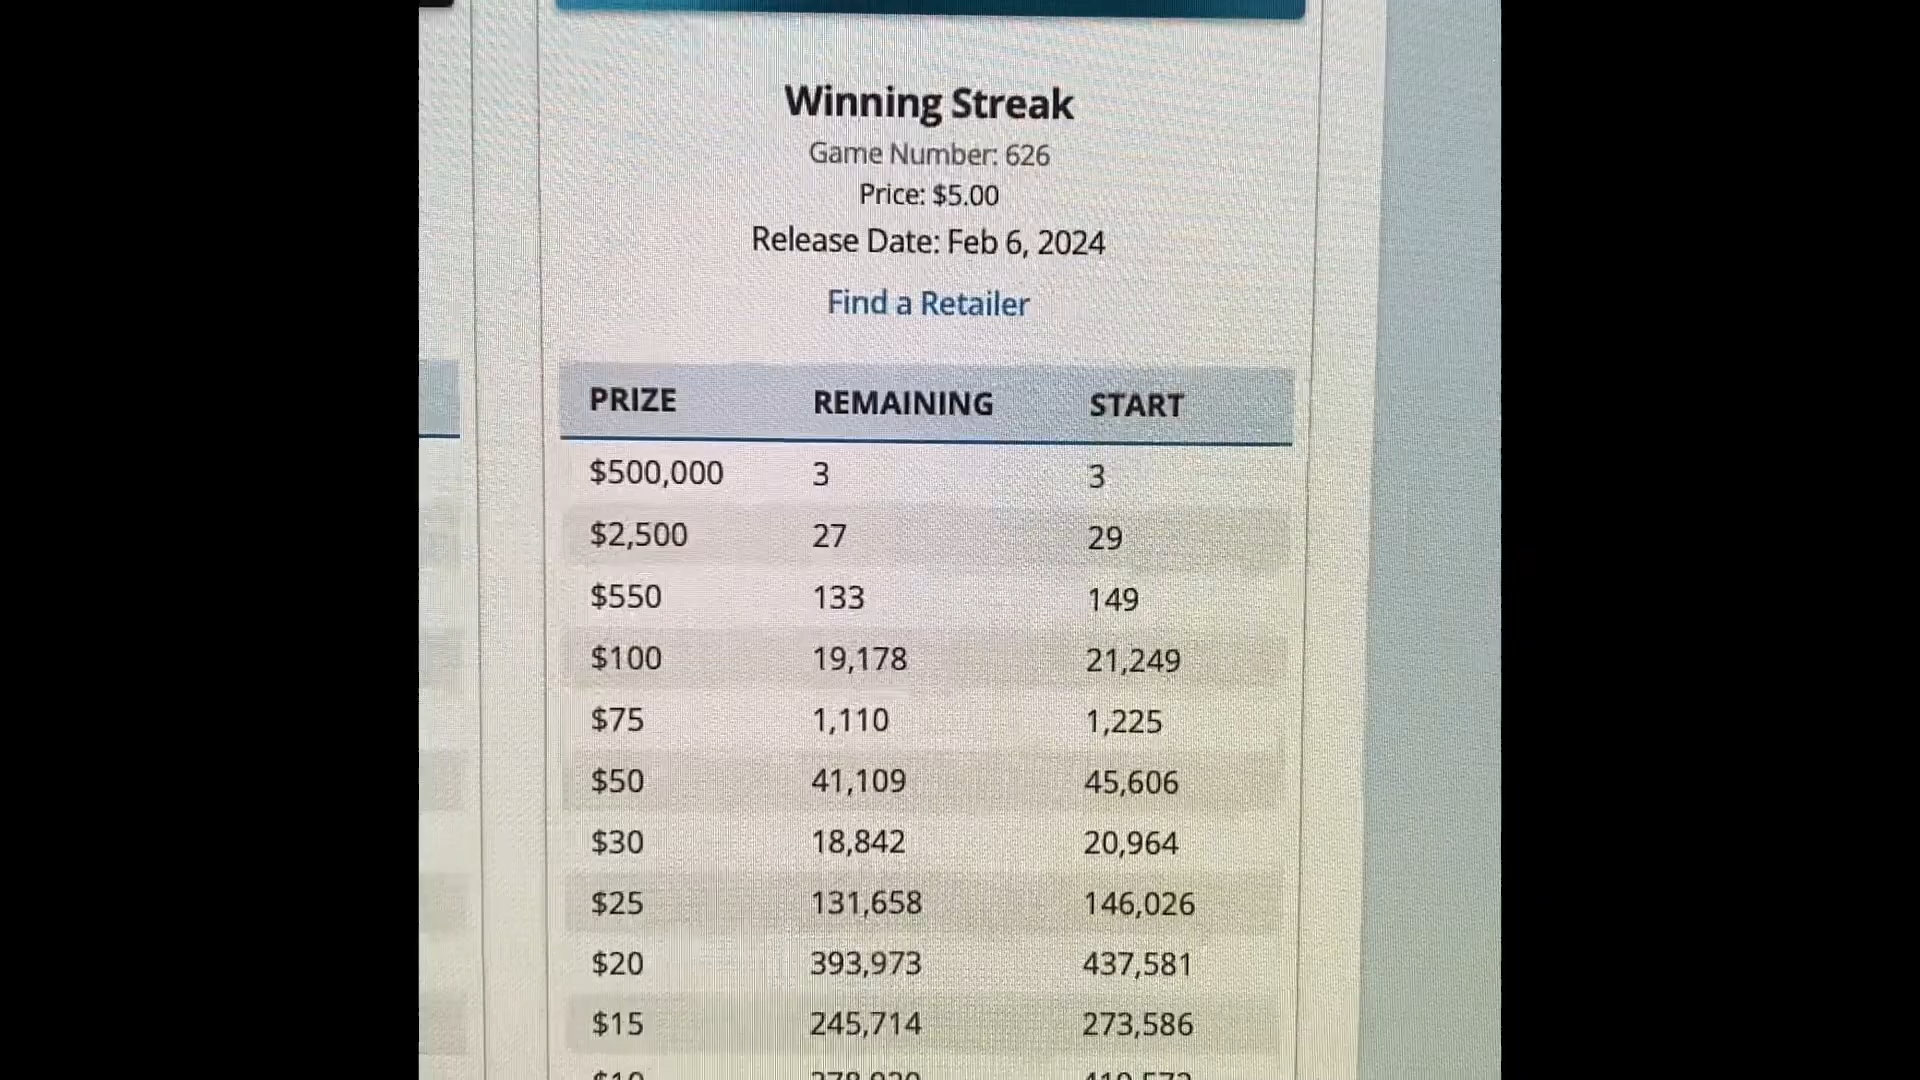 Winning Streak
Game Number: 626
Price: $5.00
Release Date: Feb 6, 2024
Find a Retailer
PRIZE REMAINING START
$500,000 3 3
$2,500 27 29
$550 133 149
$100 19,178 21,249
$75 1,110 1,225
$50 41,109 45,606
$30 18,842 20,964
$25 131,658 146,026
$20 393,973 437,581
$15 245,714 273,586